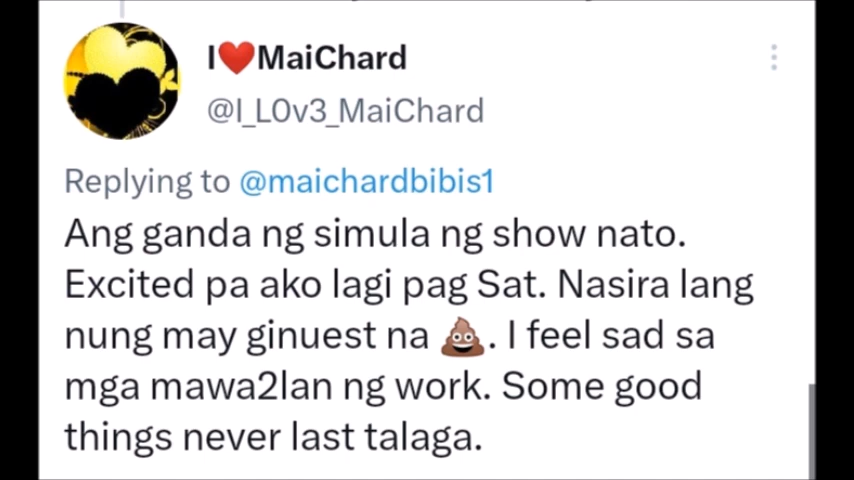 I❤️MaiChard
@I_L0v3_MaiChard
Replying to @maichardbibis1
Ang ganda ng simula ng show nato.
Excited pa ako lagi pag Sat. Nasira lang
nung may ginuest na 💩. I feel sad sa
mga mawa2lan ng work. Some good
things never last talaga.